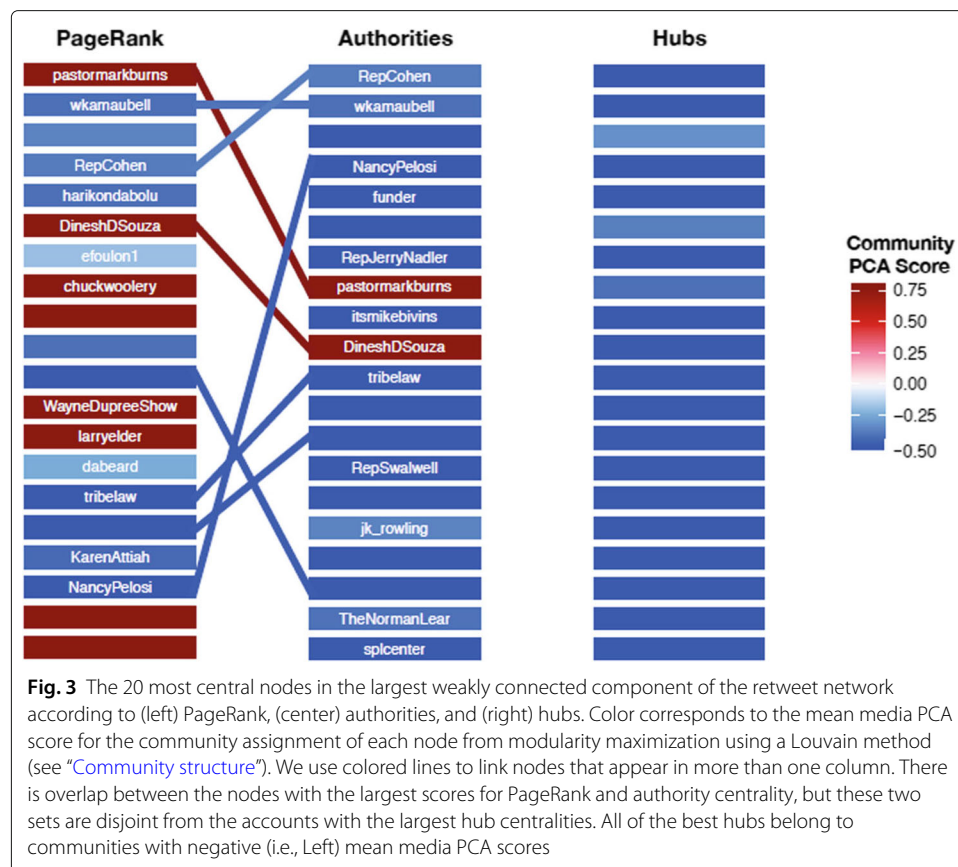 PageRank Authorities Hubs
pastormarkburns RepCohen
wkamaubell wkamaubell
RepCohen NancyPelosi
harikondabolu funder
DineshDSouza
efoulon1 RepJerryNadler
chuckwoolery pastormarkburns
itsmikebivins
DineshDSouza
tribelaw
WayneDupreeShow
larryelder
dabeard RepSwalwell
tribelaw
jk_rowling
KarenAttiah
NancyPelosi
TheNormanLear
splcenter
Community
PCA Score
0.75
0.50
0.25
0.00
−0.25
−0.50
Fig. 3 The 20 most central nodes in the largest weakly connected component of the retweet network
according to (left) PageRank, (center) authorities, and (right) hubs. Color corresponds to the mean media PCA
score for the community assignment of each node from modularity maximization using a Louvain method
(see “Community structure”). We use colored lines to link nodes that appear in more than one column. There
is overlap between the nodes with the largest scores for PageRank and authority centrality, but these two
sets are disjoint from the accounts with the largest hub centralities. All of the best hubs belong to
communities with negative (i.e., Left) mean media PCA scores